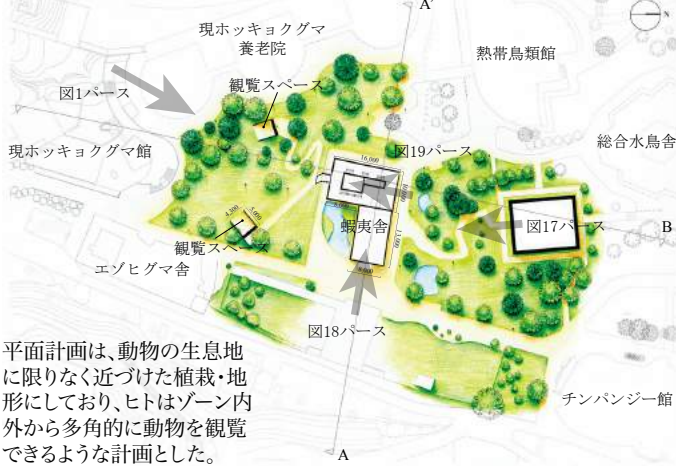 A'
N
現ホッキョクグマ
養老院
熱帯鳥類館
観覧スペース
図1パース
総合水鳥舎
現ホッキョクグマ館
16,000
図19パース
蝦夷舎
13,000
図17パース
B
4,300
5,000
観覧スペース
エゾヒグマ舎
図18パース
チンパンジー館
平面計画は、動物の生息地
に限りなく近づけた植栽・地
形にしており、ヒトはゾーン内
外から多角的に動物を観覧
できるような計画とした。
A